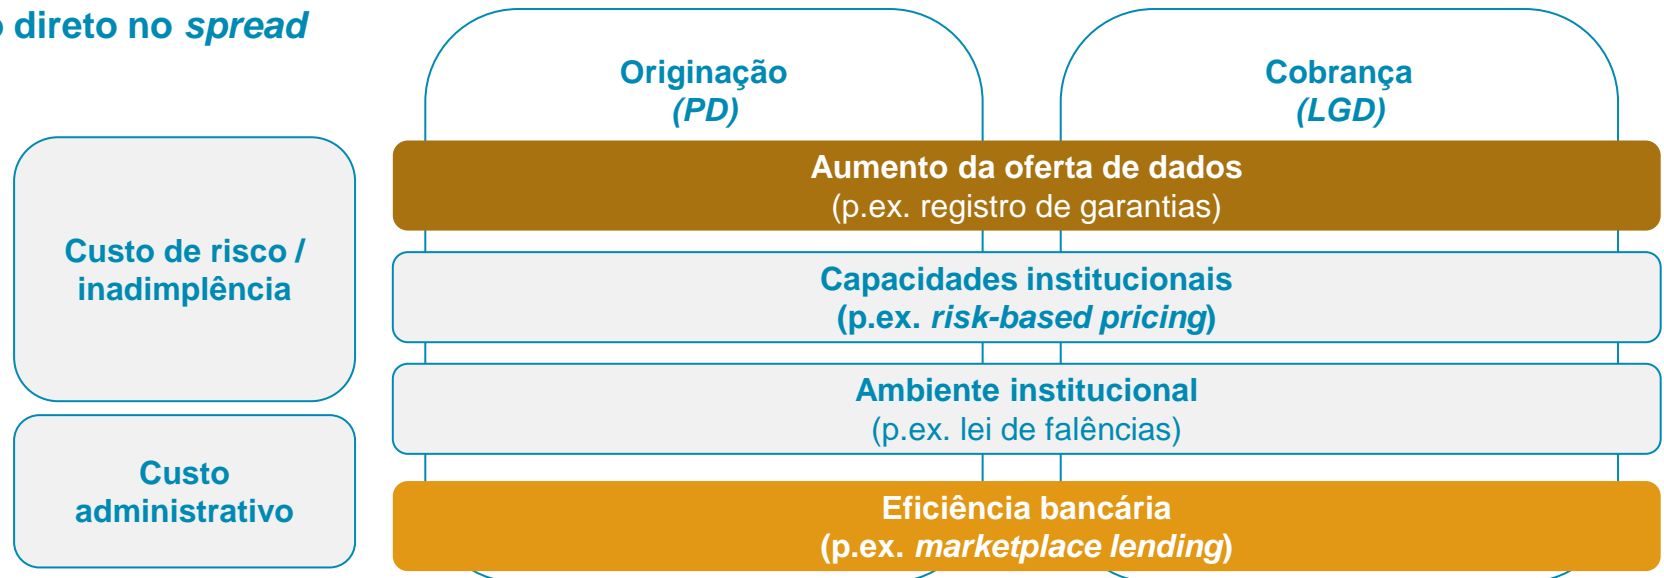 o direto no spread
Originação
(PD)
Cobrança
(LGD)
Custo de risco /
inadimplência
Custo
administrativo
Aumento da oferta de dados
(p.ex. registro de garantias)
Capacidades institucionais
(p.ex. risk-based pricing)
Ambiente institucional
(p.ex. lei de falências)
Eficiência bancária
(p.ex. marketplace lending)